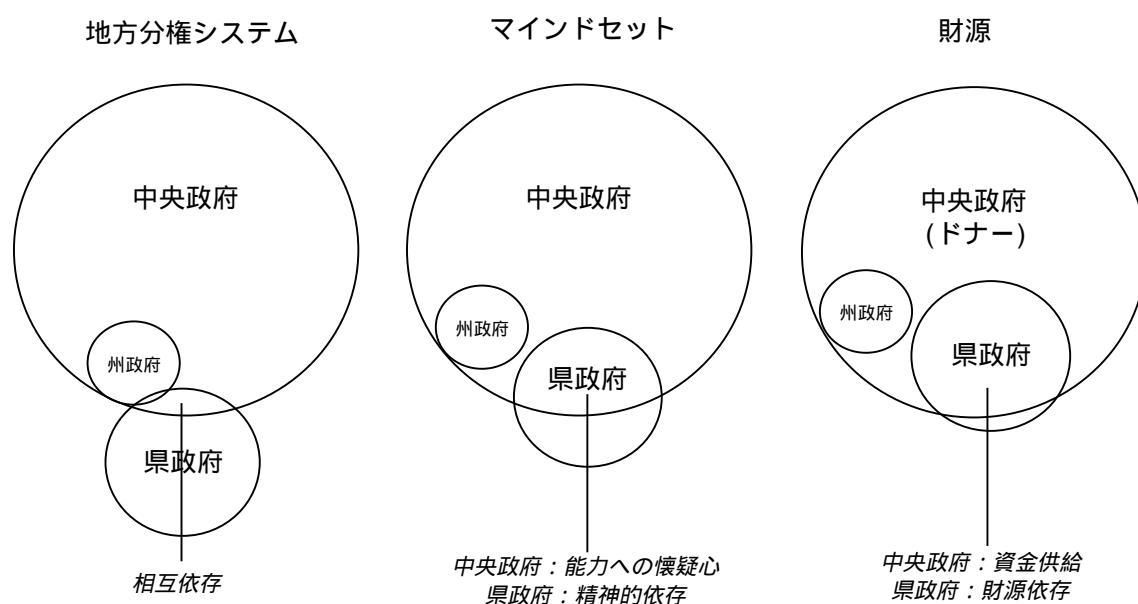 地方分権システム
中央政府
州政府
県政府
相互依存
マインドセット
中央政府
州政府
県政府
中央政府：能力への懐疑心
県政府：精神的依存
財源
中央政府
(ドナー)
州政府
県政府
中央政府：資金供給
県政府：財源依存